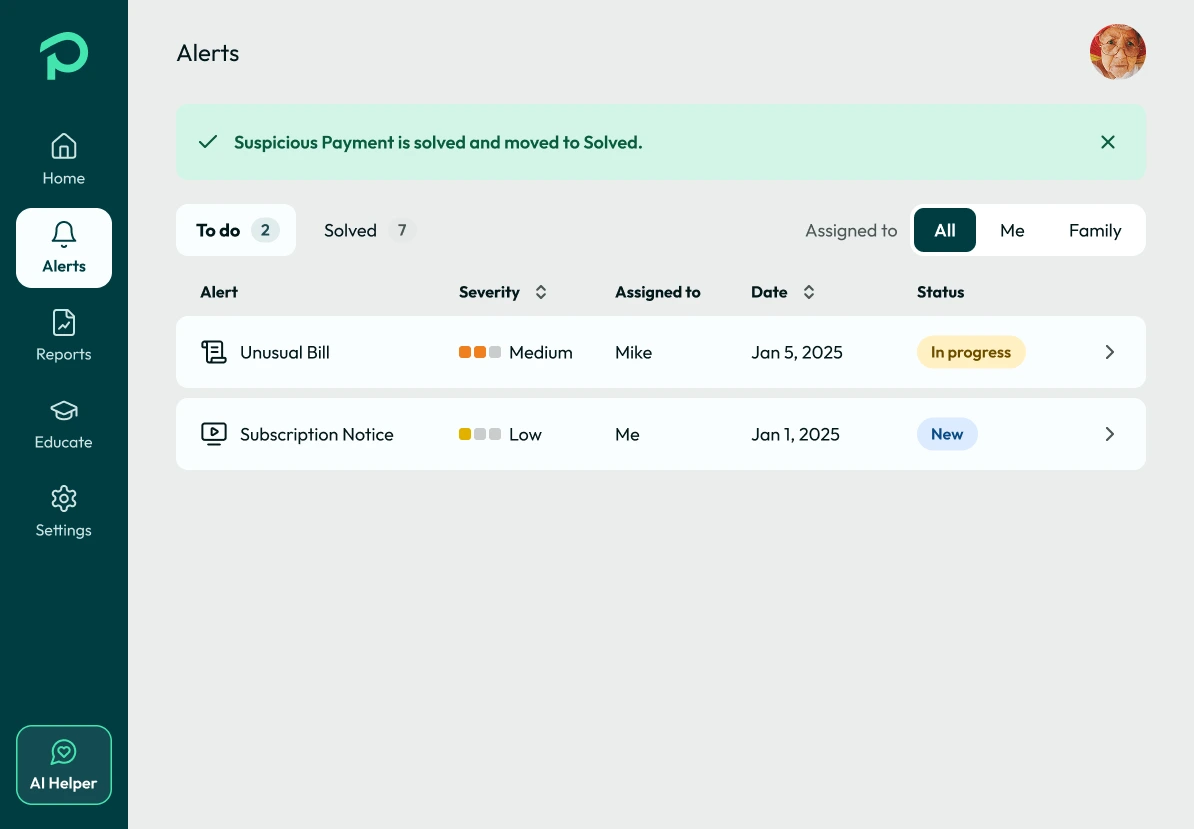 Alerts
Suspicious Payment is solved and moved to Solved.
To do 2 Solved 7 Assigned to All Me Family
Alert Severity Assigned to Date Status
Unusual Bill Medium Mike Jan 5, 2025 In progress
Subscription Notice Low Me Jan 1, 2025 New
Home
Alerts
Reports
Educate
Settings
AI Helper